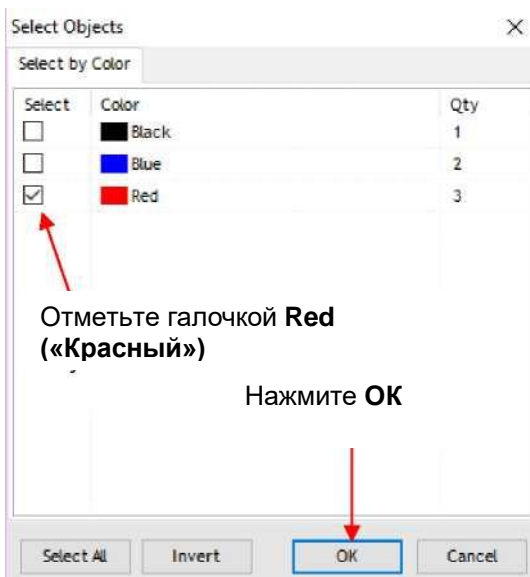 Select Objects
Select by Color
Select Color Qty
Black 1
Blue 2
Red 3
Отметьте галочкой Red
(«Красный»)
Нажмите OK
Select All Invert OK Cancel